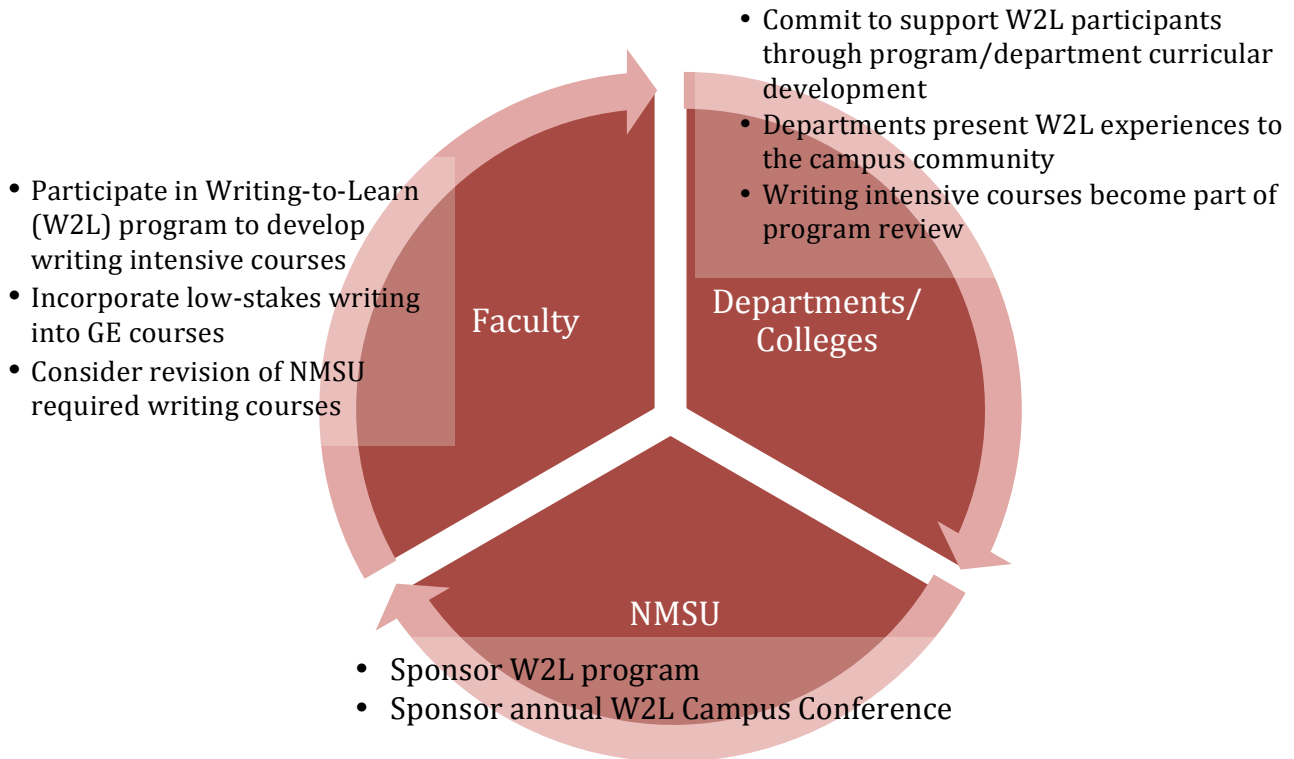 • Commit to support W2L participants
through program/department curricular
development
• Departments present W2L experiences to
the campus community
• Writing intensive courses become part of
program review
Departments/
Colleges
• Participate in Writing-to-Learn
(W2L) program to develop
writing intensive courses
• Incorporate low-stakes writing
into GE courses
• Consider revision of NMSU
required writing courses
Faculty
NMSU
• Sponsor W2L program
• Sponsor annual W2L Campus Conference